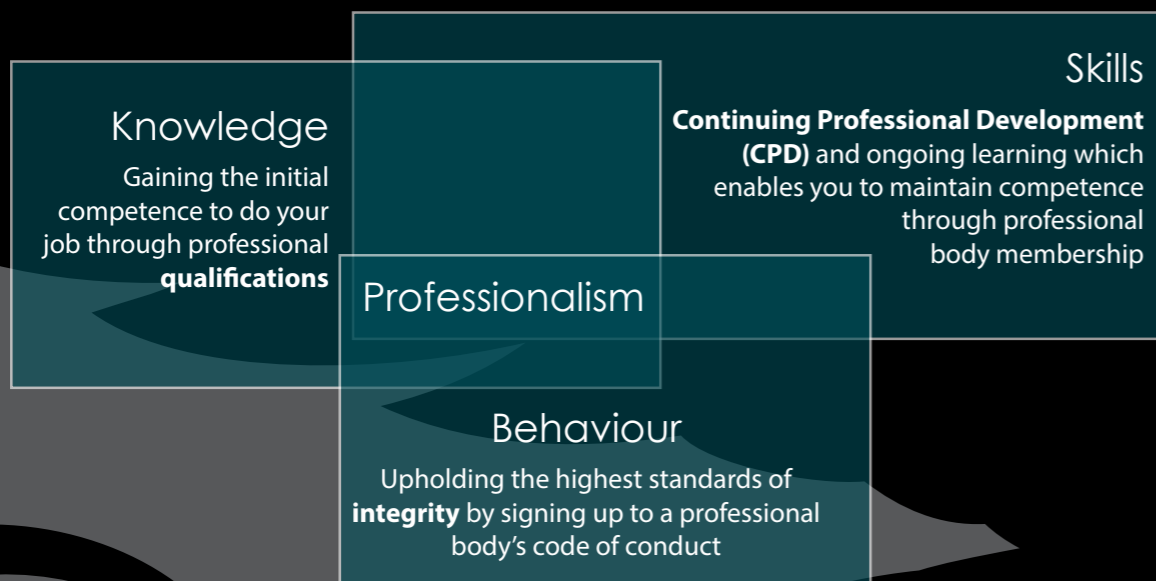 Knowledge
Gaining the initial
competence to do your
job through professional
qualifications
Skills
Continuing Professional Development
(CPD) and ongoing learning which
enables you to maintain competence
through professional
body membership
Professionalism
Behaviour
Upholding the highest standards of
integrity by signing up to a professional
body’s code of conduct